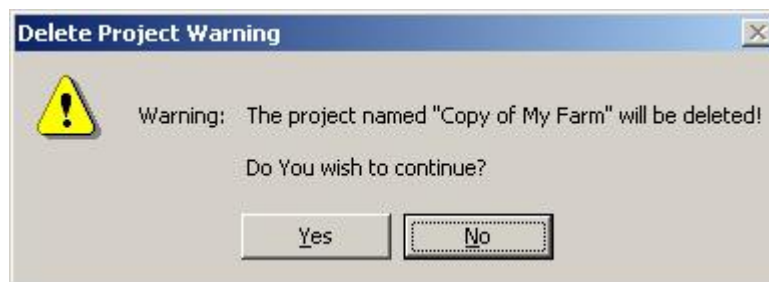 Delete Project Warning
Warning: The project named "Copy of My Farm" will be deleted!
Do You wish to continue?
Yes No